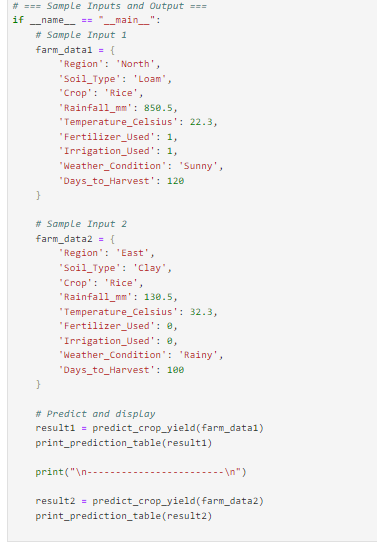 # === Sample Inputs and Output ===
if __name__ == "__main__":
    # Sample Input 1
    farm_data1 = {
        'Region': 'North',
        'Soil_Type': 'Loam',
        'Crop': 'Rice',
        'Rainfall_mm': 850.5,
        'Temperature_Celsius': 22.3,
        'Fertilizer_Used': 1,
        'Irrigation_Used': 1,
        'Weather_Condition': 'Sunny',
        'Days_to_Harvest': 120
    }

    # Sample Input 2
    farm_data2 = {
        'Region': 'East',
        'Soil_Type': 'Clay',
        'Crop': 'Rice',
        'Rainfall_mm': 130.5,
        'Temperature_Celsius': 32.3,
        'Fertilizer_Used': 0,
        'Irrigation_Used': 0,
        'Weather_Condition': 'Rainy',
        'Days_to_Harvest': 100
    }

    # Predict and display
    result1 = predict_crop_yield(farm_data1)
    print_prediction_table(result1)

    print("\n------------------------\n")

    result2 = predict_crop_yield(farm_data2)
    print_prediction_table(result2)